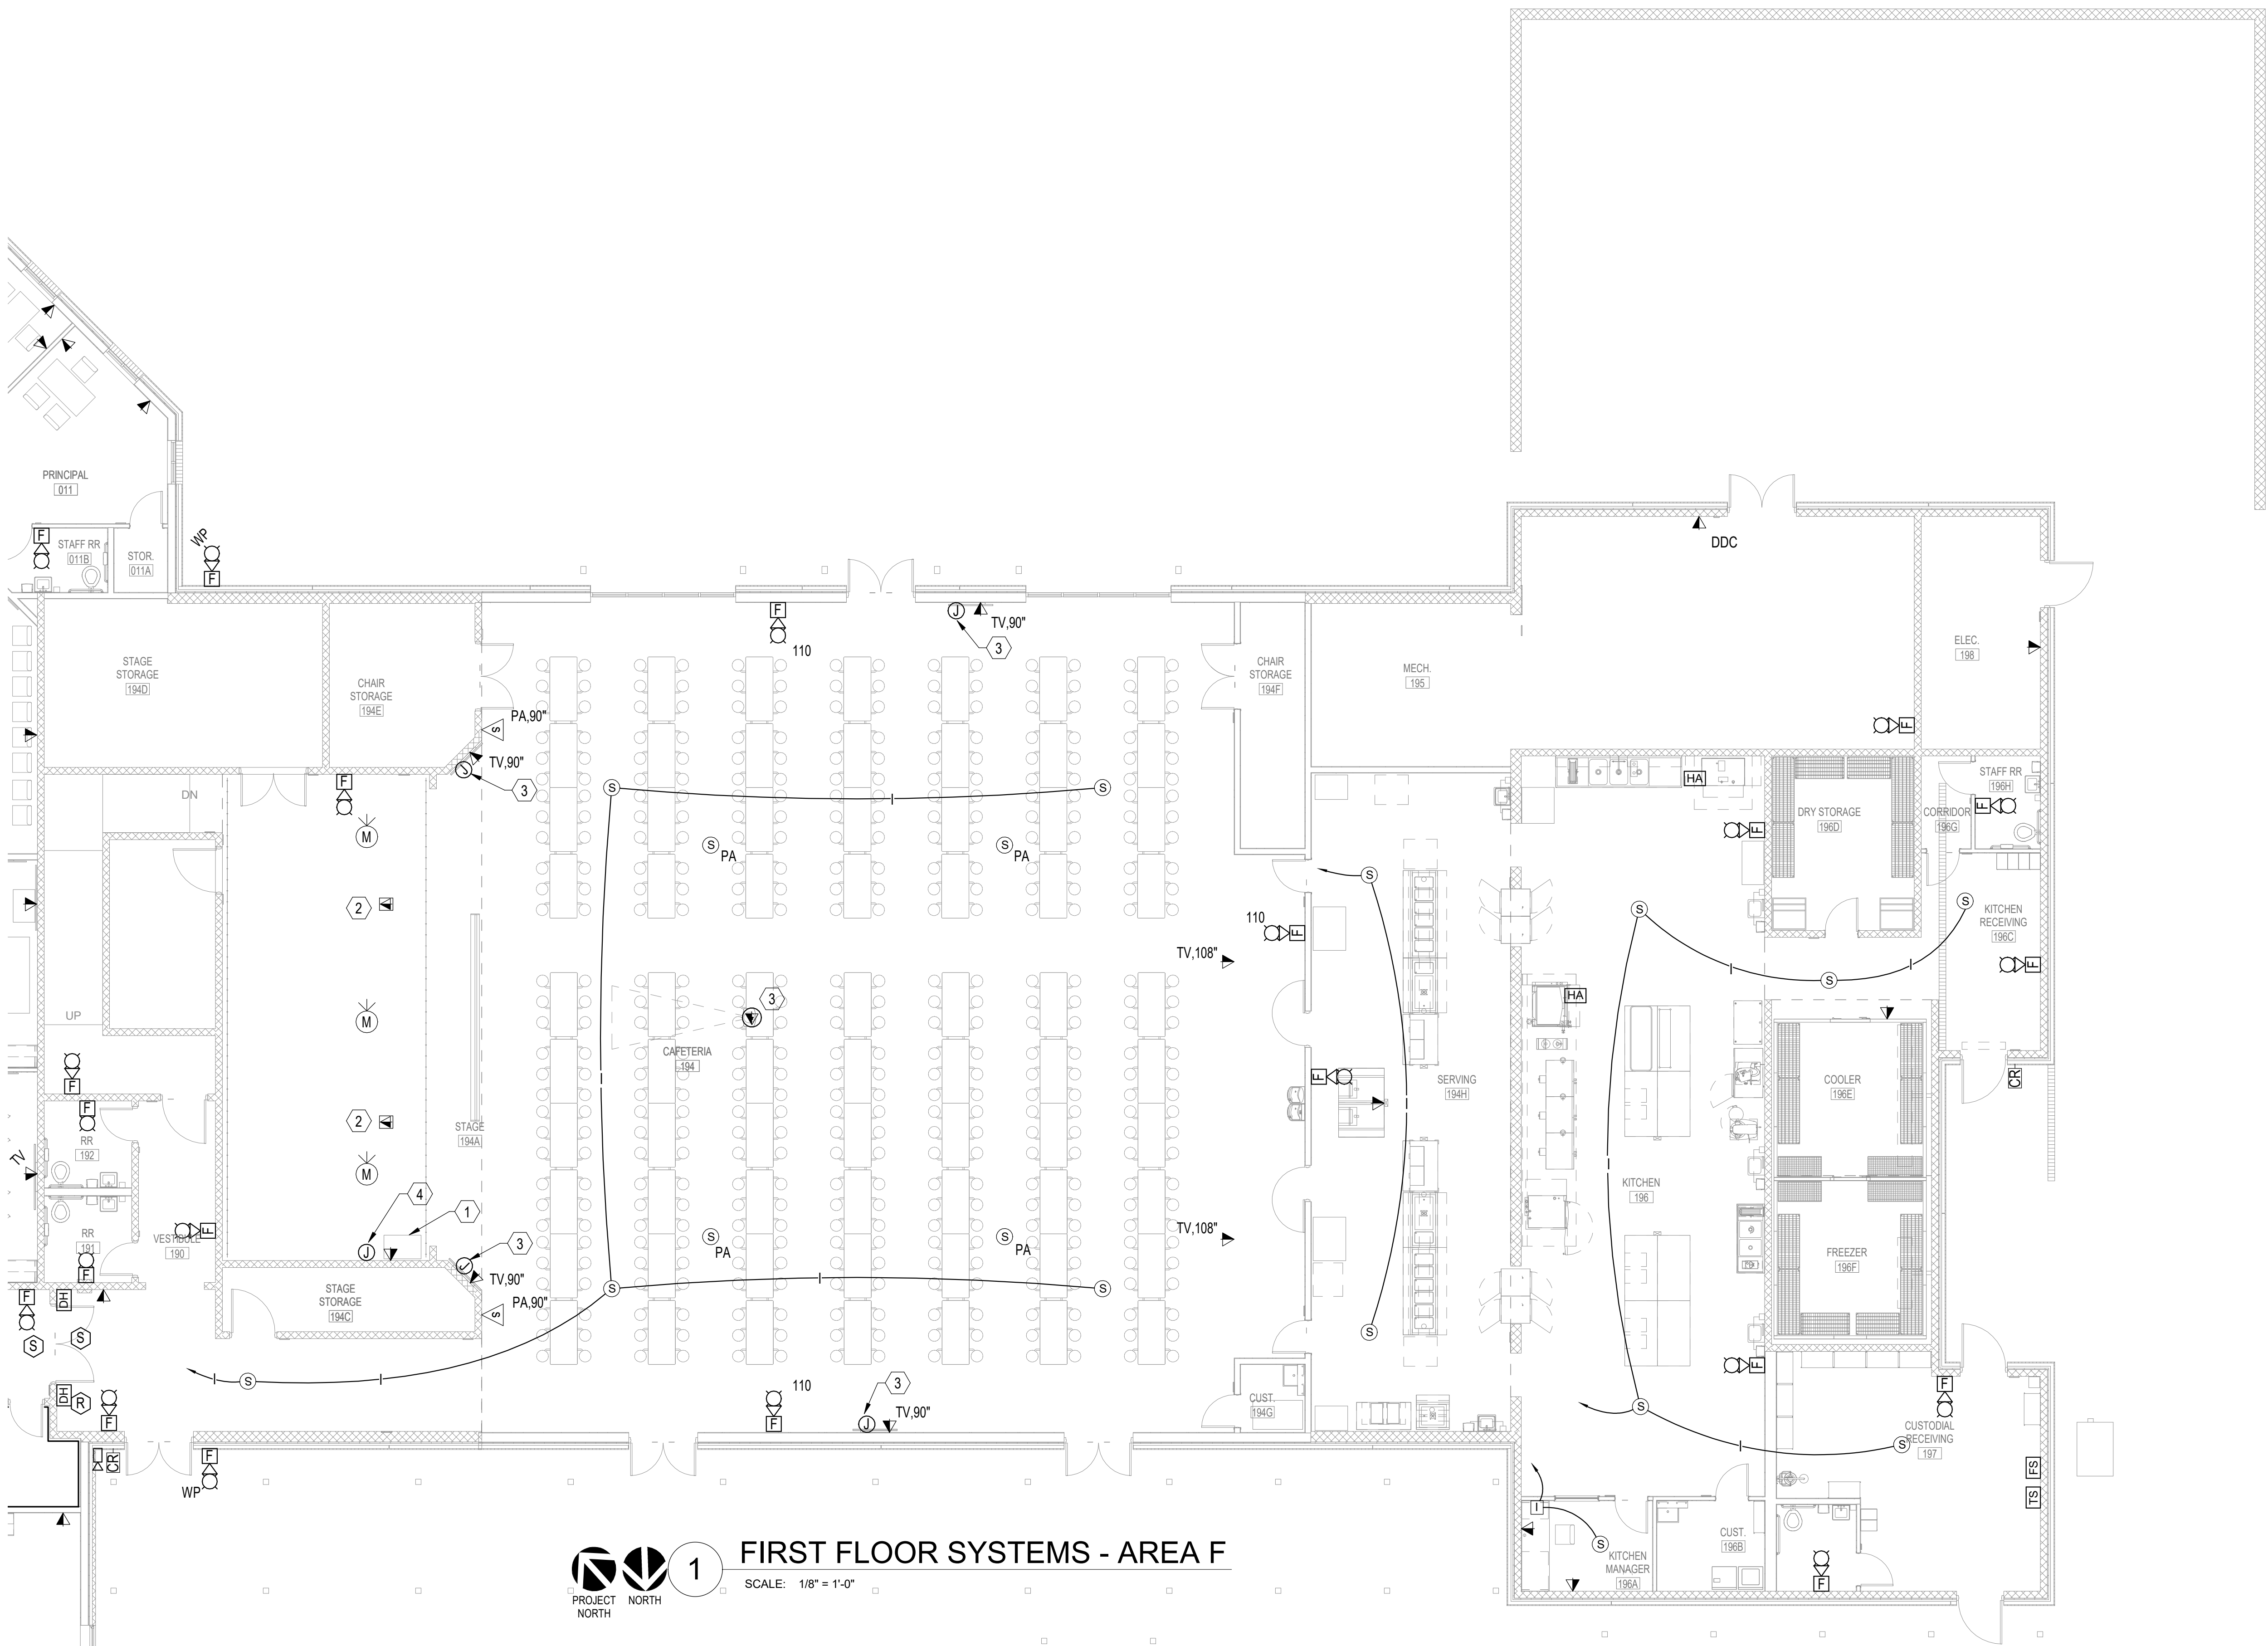 PRINCIPAL
011
F
STAFF RR
011B
STOR.
011A
WP
F
STAGE
STORAGE
194D
CHAIR
STORAGE
194E
F
110
J
TV,90"
3
CHAIR
STORAGE
194F
MECH.
195
DDC
ELEC.
198
F
PA,90"
S
TV,90"
J
3
DN
F
M
S
S
S
PA
S
PA
HA
F
DRY STORAGE
196D
CORRIDOR
196G
STAFF RR
196H
F
2
110
F
S
S
S
KITCHEN
RECEIVING
196C
TV,108"
S
F
UP
M
3
HA
CAFETERIA
194
F
F
SERVING
194H
COOLER
196E
CR
F
RR
192
2
STAGE
194A
TV
M
4
1
KITCHEN
196
F
VESTIBULE
190
RR
191
F
J
3
J
TV,90"
S
PA
S
PA
TV,108"
FREEZER
196F
F
DH
STAGE
STORAGE
194C
PA,90"
S
S
S
S
S
S
F
DH
R
S
F
110
F
3
J
TV,90"
CUST.
194G
S
F
CUSTODIAL
RECEIVING
197
S
CR
F
WP
FS
TS
I
S
KITCHEN
MANAGER
196A
CUST.
196B
F
1
FIRST FLOOR SYSTEMS - AREA F
SCALE: 1/8" = 1'-0"
PROJECT
NORTH
NORTH